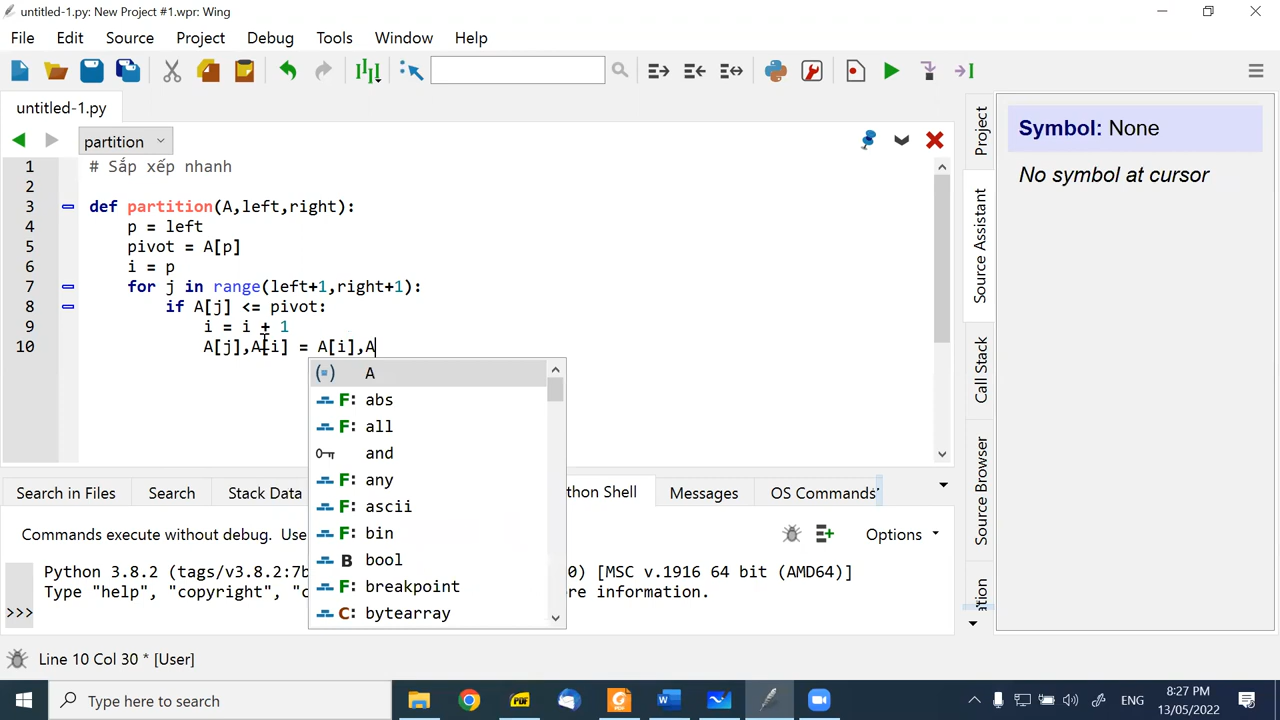 untitled-1.py: New Project #1.wpr: Wing
File Edit Source Project Debug Tools Window Help
untitled-1.py
partition
1 # Sắp xếp nhanh
2
3 def partition(A,left,right):
4 p = left
5 pivot = A[p]
6 i = p
7 for j in range(left+1,right+1):
8 if A[j] <= pivot:
9 i = i + 1
10 A[j],A[i] = A[i],A
A
F: abs
F: all
and
F: any
F: ascii
F: bin
B bool
F: breakpoint
C: bytearray
Project
Source Assistant
Call Stack
Source Browser
ation
Symbol: None
No symbol at cursor
Search in Files Search Stack Data thon Shell Messages OS Commands
Commands execute without debug. Use Options
Python 3.8.2 (tags/v3.8.2:7b 0) [MSC v.1916 64 bit (AMD64)]
Type "help", "copyright", "c ore information.
>>>
Line 10 Col 30 * [User]
Type here to search
ENG
8:27 PM
13/05/2022